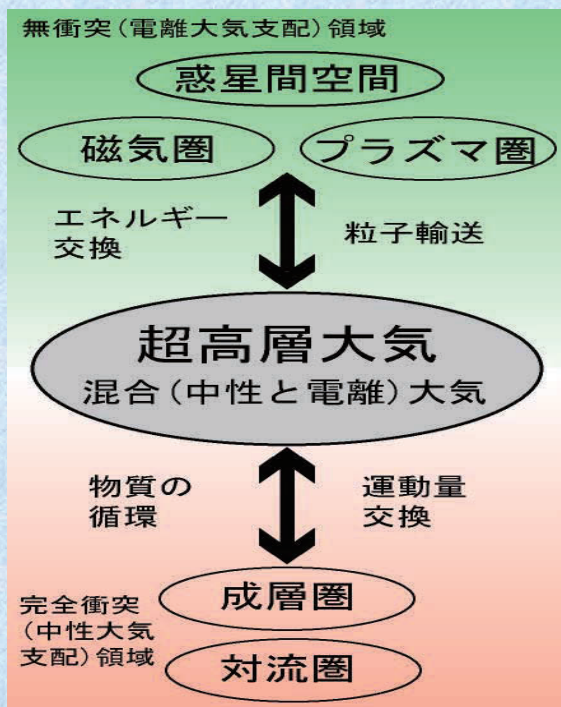 無衝突(電離大気支配)領域
惑星間空間
磁気圏
プラズマ圏
エネルギー
交換
粒子輸送
超高層大気
混合(中性と電離)大気
物質の
循環
運動量
交換
成層圏
完全衝突
(中性大気
支配)領域
対流圏